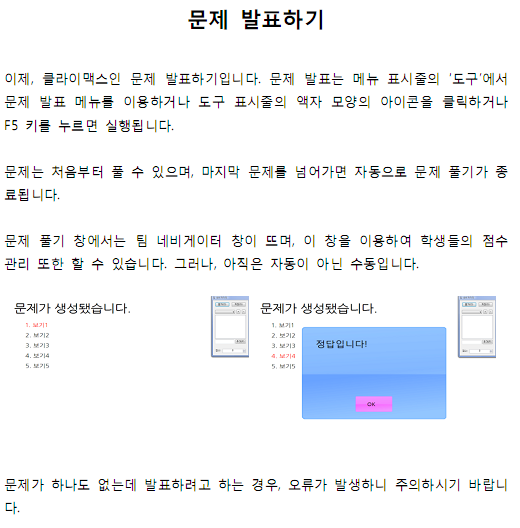 문제 발표하기
이제, 클라이맥스인 문제 발표하기입니다. 문제 발표는 메뉴 표시줄의 '도구'에서
문제 발표 메뉴를 이용하거나 도구 표시줄의 액자 모양의 아이콘을 클릭하거나
F5 키를 누르면 실행됩니다.
문제는 처음부터 풀 수 있으며, 마지막 문제를 넘어가면 자동으로 문제 풀기가 종
료됩니다.
문제 풀기 창에서는 팀 네비게이터 창이 뜨며, 이 창을 이용하여 학생들의 점수
관리 또한 할 수 있습니다. 그러나, 아직은 자동이 아닌 수동입니다.
문제가 생성됐습니다.
1. 보기1
2. 보기2
3. 보기3
4. 보기4
5. 보기5
문제가 생성됐습니다.
1. 보기1
2. 보기2
3. 보기3
4. 보기4
5. 보기5
정답입니다!
OK
문제가 하나도 없는데 발표하려고 하는 경우, 오류가 발생하니 주의하시기 바랍니
다.